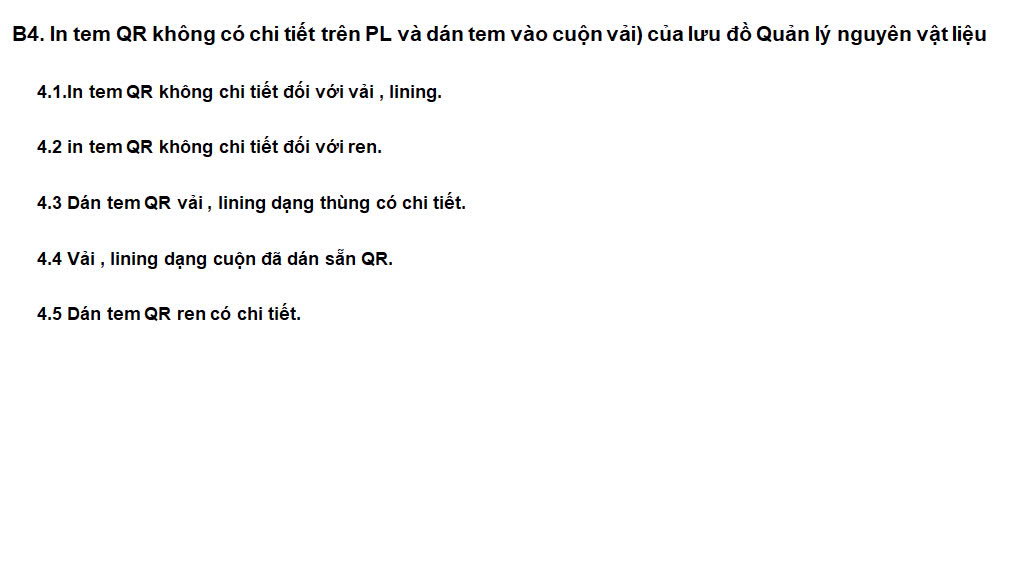 B4. In tem QR không có chi tiết trên PL và dán tem vào cuộn vải) của lưu đồ Quản lý nguyên vật liệu
4.1.In tem QR không chi tiết đối với vải , lining.
4.2 in tem QR không chi tiết đối với ren.
4.3 Dán tem QR vải , lining dạng thùng có chi tiết.
4.4 Vải , lining dạng cuộn đã dán sẵn QR.
4.5 Dán tem QR ren có chi tiết.